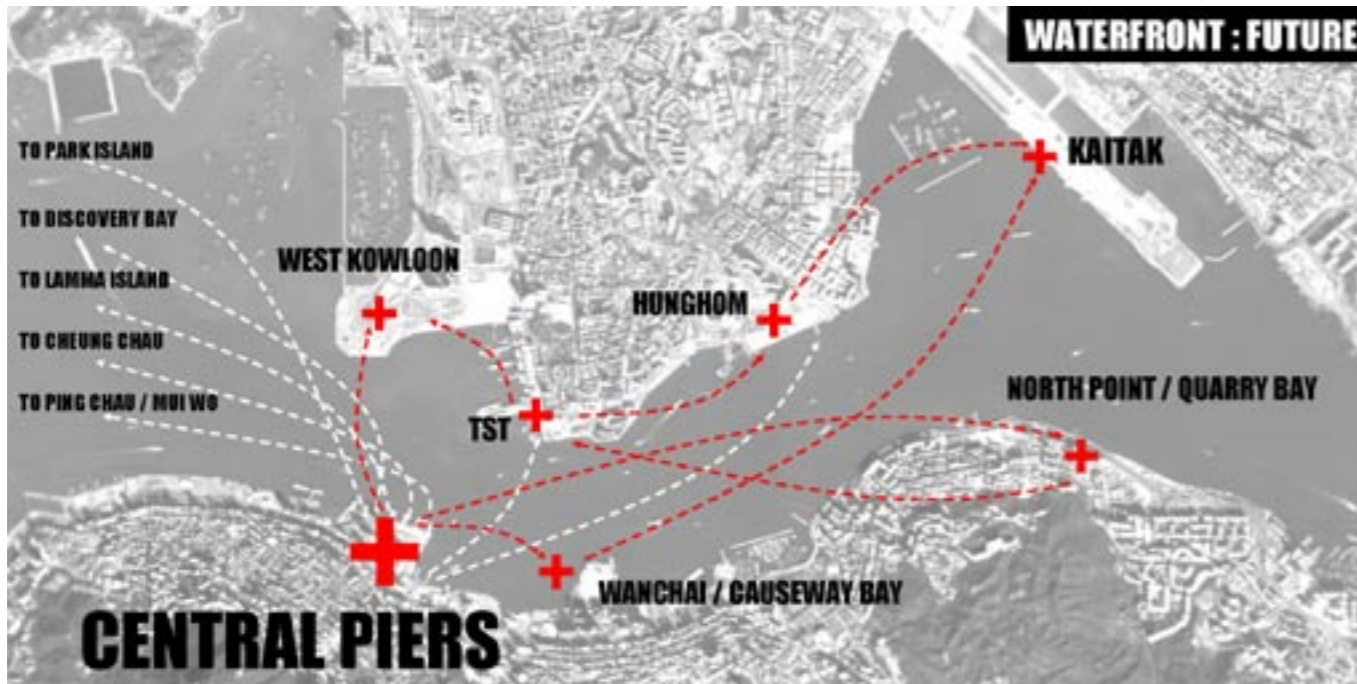 WATERFRONT : FUTURE
TO PARK ISLAND
KAITAK
TO DISCOVERY BAY
WEST KOWLOON
TO LAMMA ISLAND
HUNGHOM
TO CHEUNG CHAU
NORTH POINT / QUARRY BAY
TO PING CHAU / MUI WO
TST
WANCHAI / CAUSEWAY BAY
CENTRAL PIERS